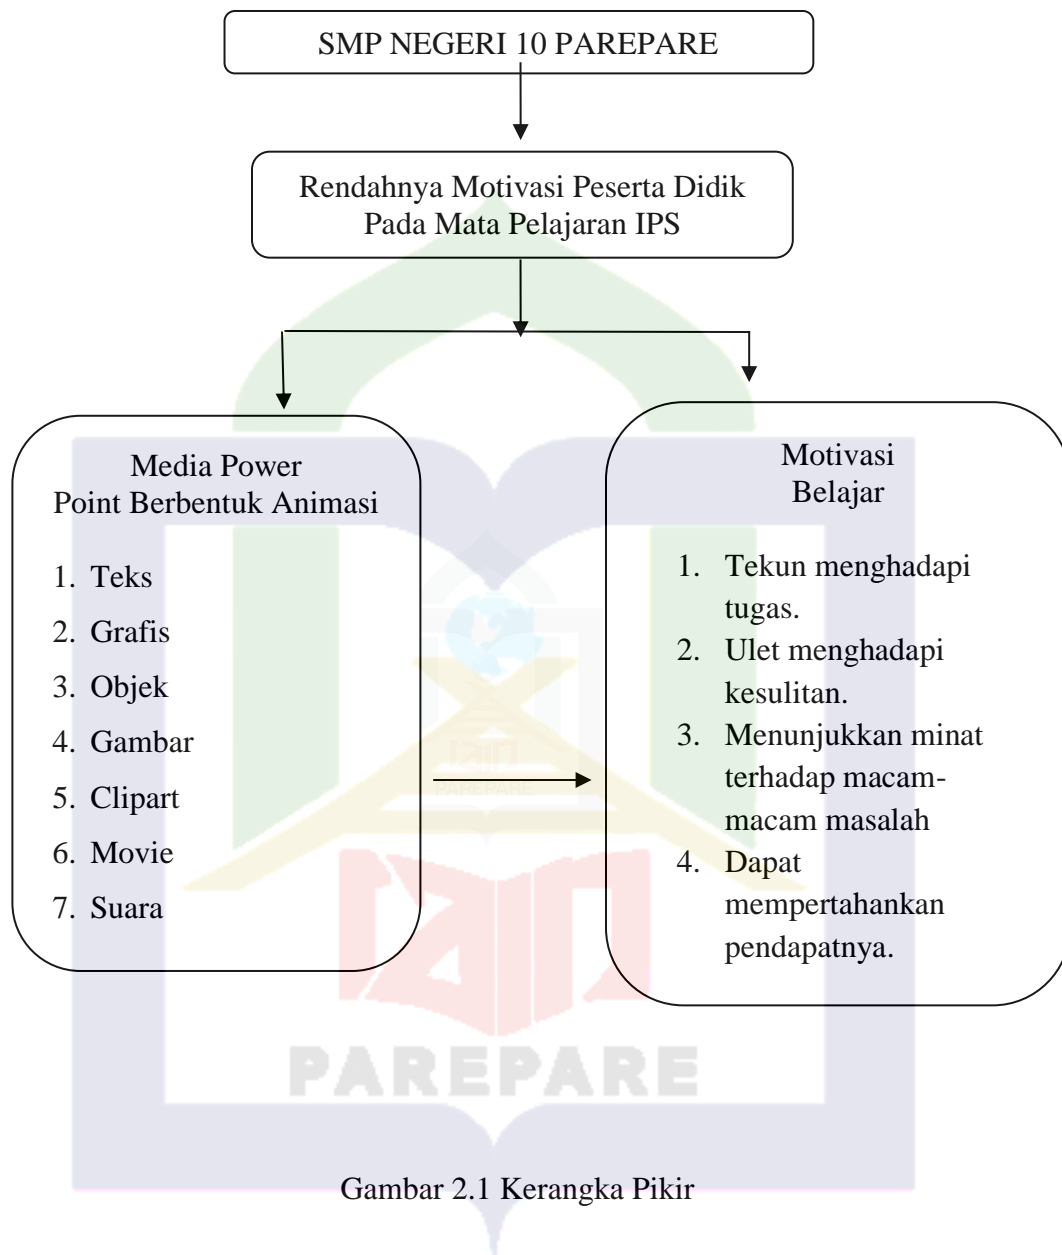 SMP NEGERI 10 PAREPARE
Rendahnya Motivasi Peserta Didik
Pada Mata Pelajaran IPS
Media Power
Point Berbentuk Animasi
1. Teks
2. Grafis
3. Objek
4. Gambar
5. Clipart
6. Movie
7. Suara
Motivasi
Belajar
1. Tekun menghadapi
tugas.
2. Ulet menghadapi
kesulitan.
3. Menunjukkan minat
terhadap macam-
macam masalah
4. Dapat
mempertahankan
pendapatnya.
IAIN
PAREPARE
IAIN
PAREPARE
Gambar 2.1 Kerangka Pikir